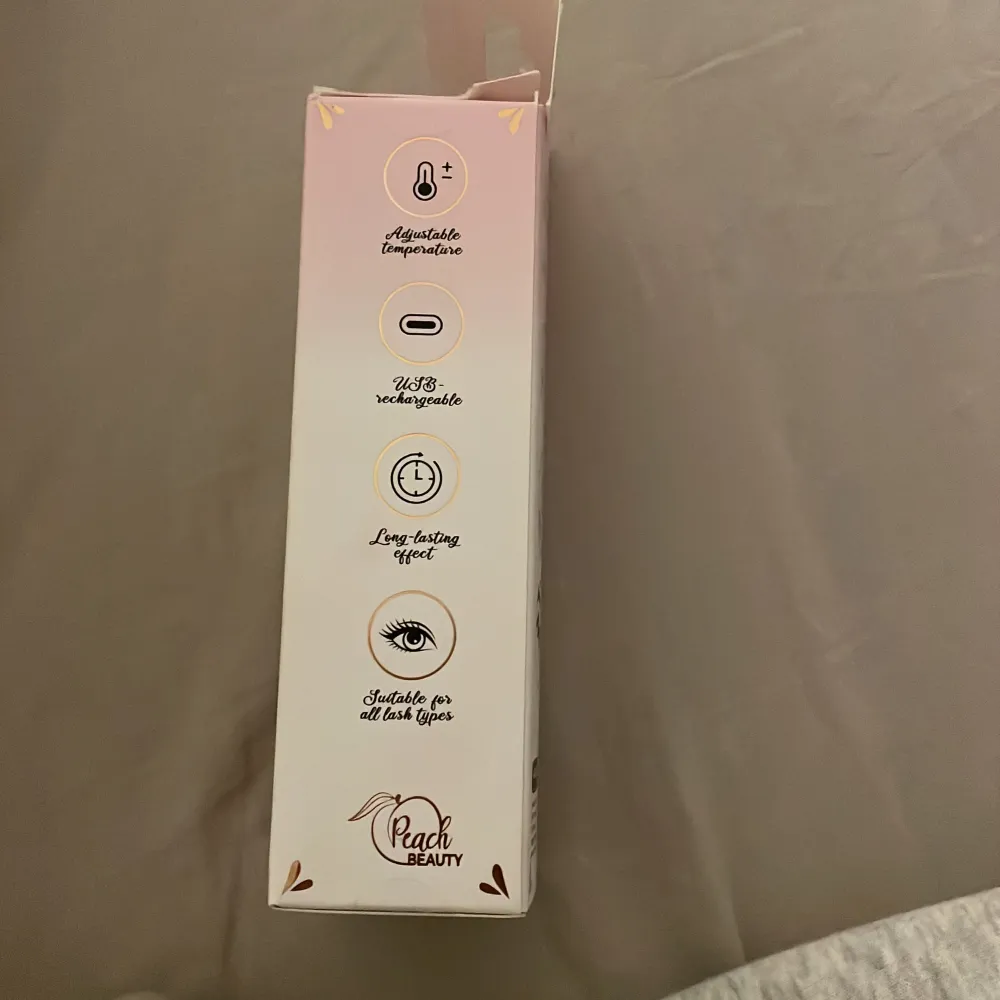 Adjustable
temperature
USB-
rechargeable
Long-lasting
effect
Suitable for
all lash types
Peach
BEAUTY